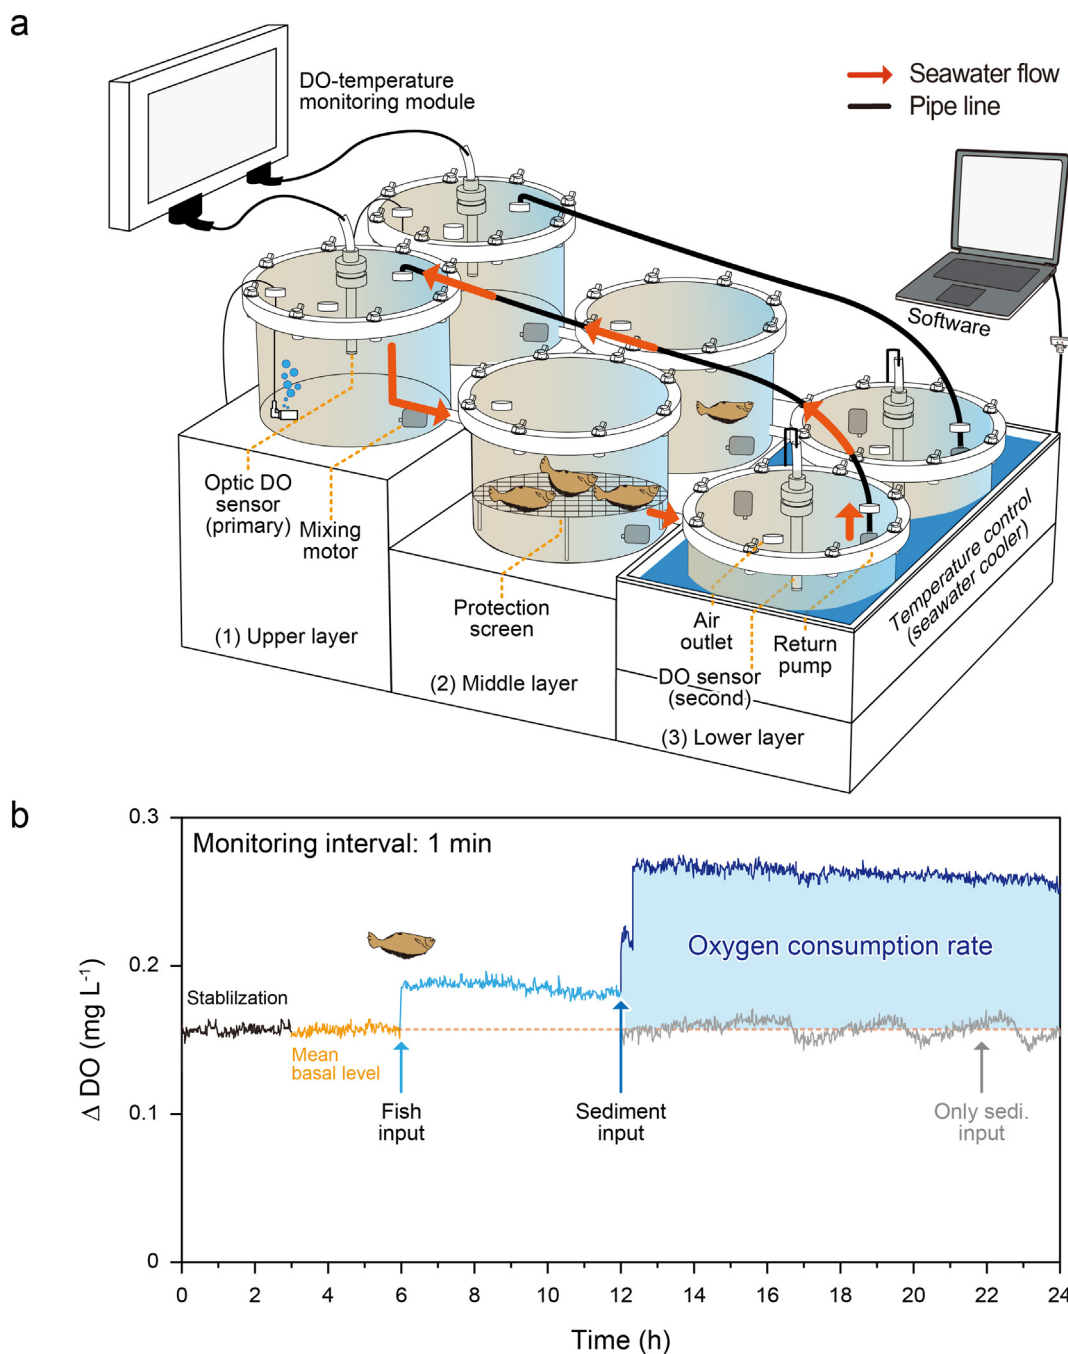 a
DO-temperature
monitoring module
Seawater flow
Pipe line
Software
Optic DO
sensor
(primary)
Mixing
motor
Protection
screen
Air
outlet
Return
pump
DO sensor
(second)
Temperature control
(seawater cooler)
(1) Upper layer
(2) Middle layer
(3) Lower layer
b
Monitoring interval: 1 min
Oxygen consumption rate
Stablilzation
Mean
basal level
Fish
input
Sediment
input
Only sedi.
input
Δ DO (mg L⁻¹)
0.3
0.2
0.1
0
0 2 4 6 8 10 12 14 16 18 20 22 24
Time (h)